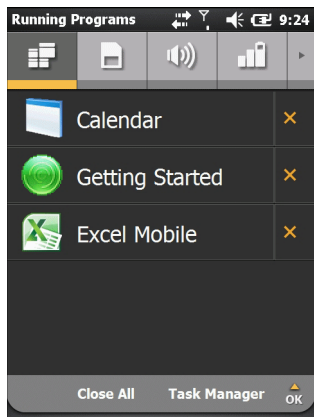 Running Programs 9:24
Calendar
Getting Started
Excel Mobile
Close All Task Manager OK